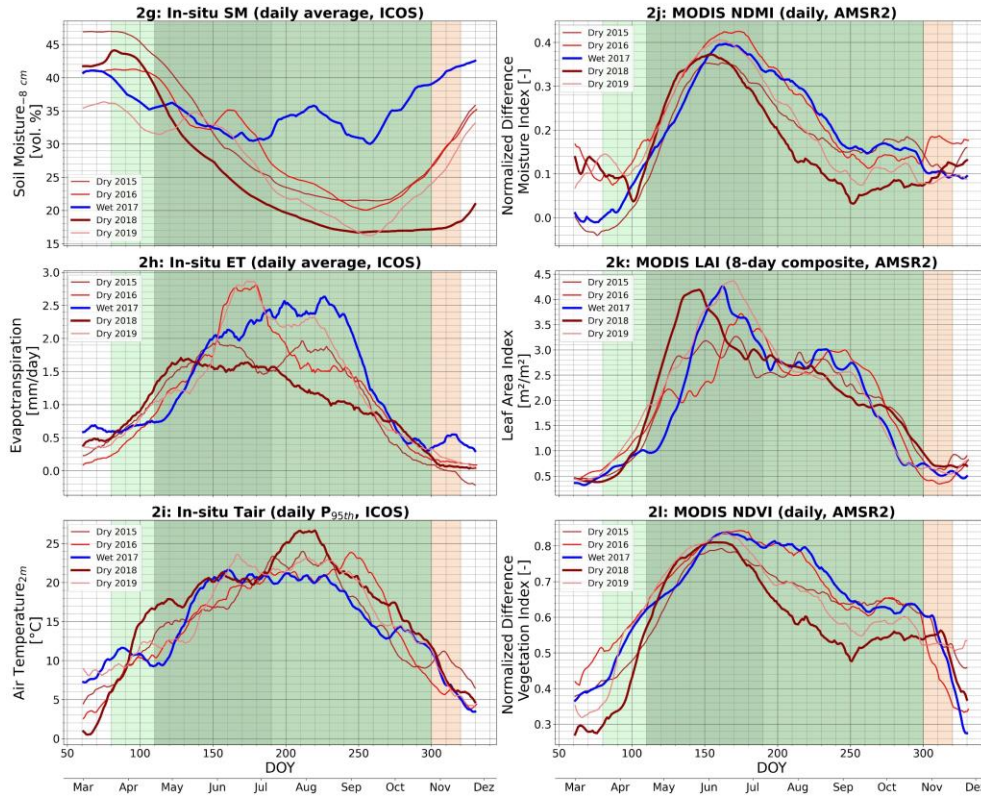 2g: In-situ SM (daily average, ICOS)
Soil Moisture₋₈ cm
[vol. %]
45
40
35
30
25
20
15
Dry 2015
Dry 2016
Wet 2017
Dry 2018
Dry 2019
2j: MODIS NDMI (daily, AMSR2)
Normalized Difference
Moisture Index [-]
0.4
0.3
0.2
0.1
0.0
Dry 2015
Dry 2016
Wet 2017
Dry 2018
Dry 2019
2h: In-situ ET (daily average, ICOS)
Evapotranspiration
[mm/day]
3.0
2.5
2.0
1.5
1.0
0.5
0.0
Dry 2015
Dry 2016
Wet 2017
Dry 2018
Dry 2019
2k: MODIS LAI (8-day composite, AMSR2)
Leaf Area Index
[m²/m²]
4.5
4.0
3.5
3.0
2.5
2.0
1.5
0.5
Dry 2015
Dry 2016
Wet 2017
Dry 2018
Dry 2019
2i: In-situ Tair (daily P95th, ICOS)
Air Temperature2m
[°C]
25
20
15
10
5
0
Dry 2015
Dry 2016
Wet 2017
Dry 2018
Dry 2019
50 100 150 200 250 300
DOY
Mar Apr May Jun Jul Aug Sep Oct Nov Dez
2l: MODIS NDVI (daily, AMSR2)
Normalized Difference
Vegetation Index [-]
0.8
0.7
0.6
0.5
0.4
0.3
Dry 2015
Dry 2016
Wet 2017
Dry 2018
Dry 2019
50 100 150 200 250 300
DOY
Mar Apr May Jun Jul Aug Sep Oct Nov Dez